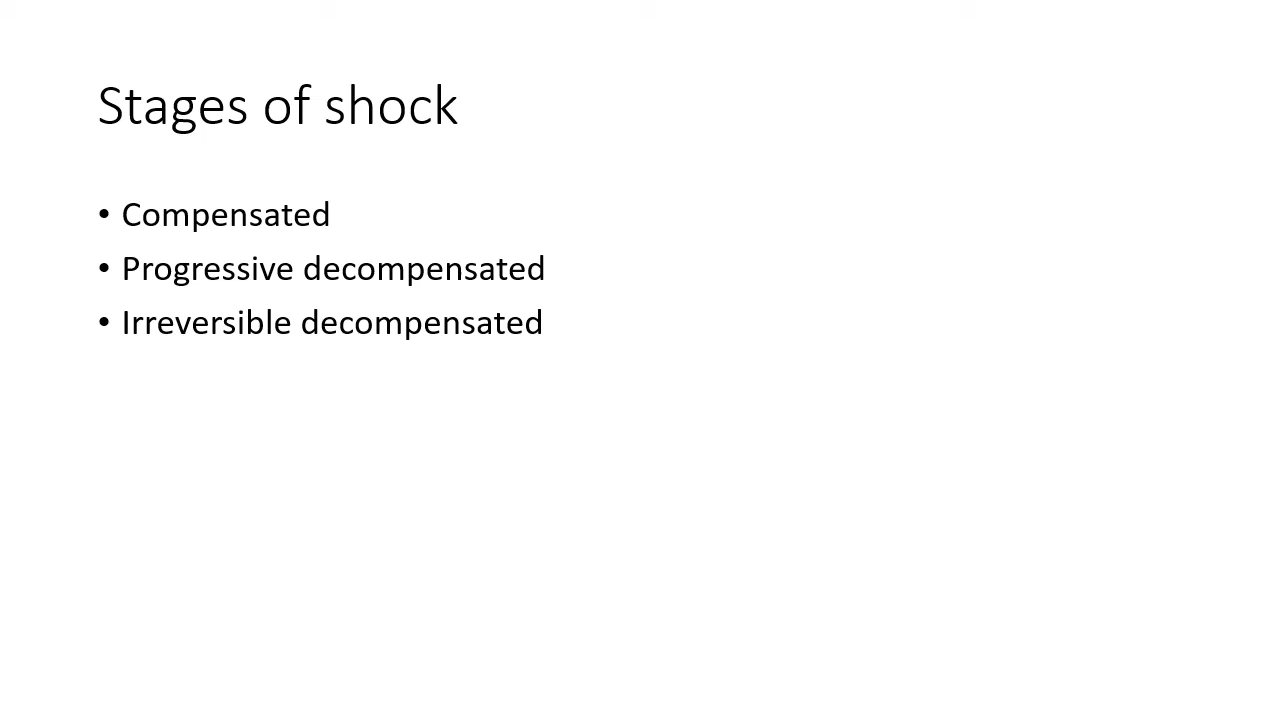 Stages of shock
• Compensated
• Progressive decompensated
• Irreversible decompensated